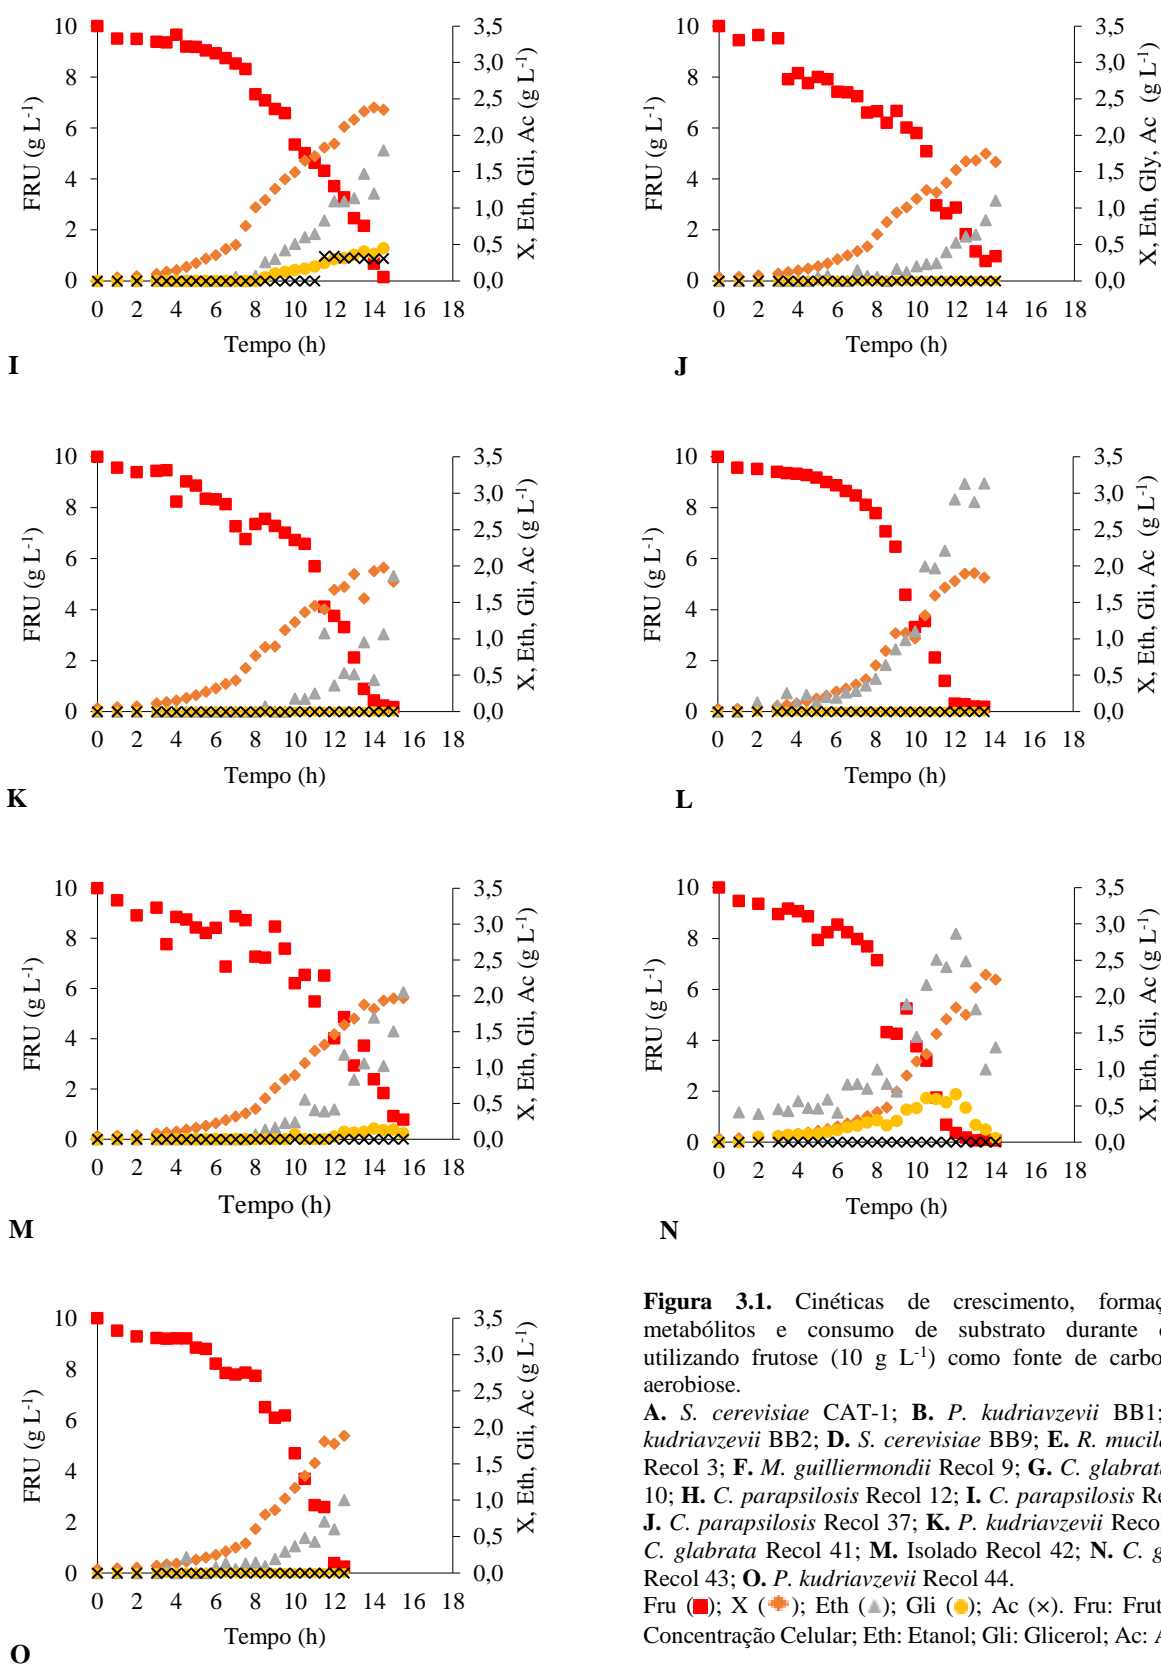 10
8
6
4
2
0
FRU (g L-1)
3,5
3,0
2,5
2,0
1,5
1,0
0,5
0,0
X, Eth, Gli, Ac (g L-1)
0 2 4 6 8 10 12 14 16 18
Tempo (h)
I
10
8
6
4
2
0
FRU (g L-1)
3,5
3,0
2,5
2,0
1,5
1,0
0,5
0,0
X, Eth, Gly, Ac (g L-1)
0 2 4 6 8 10 12 14 16 18
Tempo (h)
J
10
8
6
4
2
0
FRU (g L-1)
3,5
3,0
2,5
2,0
1,5
1,0
0,5
0,0
X, Eth, Gli, Ac (g L-1)
0 2 4 6 8 10 12 14 16 18
Tempo (h)
K
10
8
6
4
2
0
FRU (g L-1)
3,5
3,0
2,5
2,0
1,5
1,0
0,5
0,0
X, Eth, Gli, Ac (g L-1)
0 2 4 6 8 10 12 14 16 18
Tempo (h)
L
10
8
6
4
2
0
FRU (g L-1)
3,5
3,0
2,5
2,0
1,5
1,0
0,5
0,0
X, Eth, Gli, Ac (g L-1)
0 2 4 6 8 10 12 14 16 18
Tempo (h)
M
10
8
6
4
2
0
FRU (g L-1)
3,5
3,0
2,5
2,0
1,5
1,0
0,5
0,0
X, Eth, Gli, Ac (g L-1)
0 2 4 6 8 10 12 14 16 18
Tempo (h)
N
10
8
6
4
2
0
FRU (g L-1)
3,5
3,0
2,5
2,0
1,5
1,0
0,5
0,0
X, Eth, Gli, Ac (g L-1)
0 2 4 6 8 10 12 14 16 18
Tempo (h)
O
Figura 3.1. Cinéticas de crescimento,
metabólitos e consumo de substrato durante
utilizando frutose (10 g L-1) como fonte de
aerobiose.
A. S. cerevisiae CAT-1; B. P. kudriavzevii BB1;
kudriavzevii BB2; D. S. cerevisiae BB9; E. R.
Recol 3; F. M. guilliermondii Recol 9; G. C. glabrata
10; H. C. parapsilosis Recol 12; I. C. parapsilosis
J. C. parapsilosis Recol 37; K. P. kudriavzevii
C. glabrata Recol 41; M. Isolado Recol 42; N. C.
Recol 43; O. P. kudriavzevii Recol 44.
Fru (■); X (◆); Eth (▲); Gli (●); Ac (×). Fru:
Concentração Celular; Eth: Etanol; Gli: Glicerol; Ac: